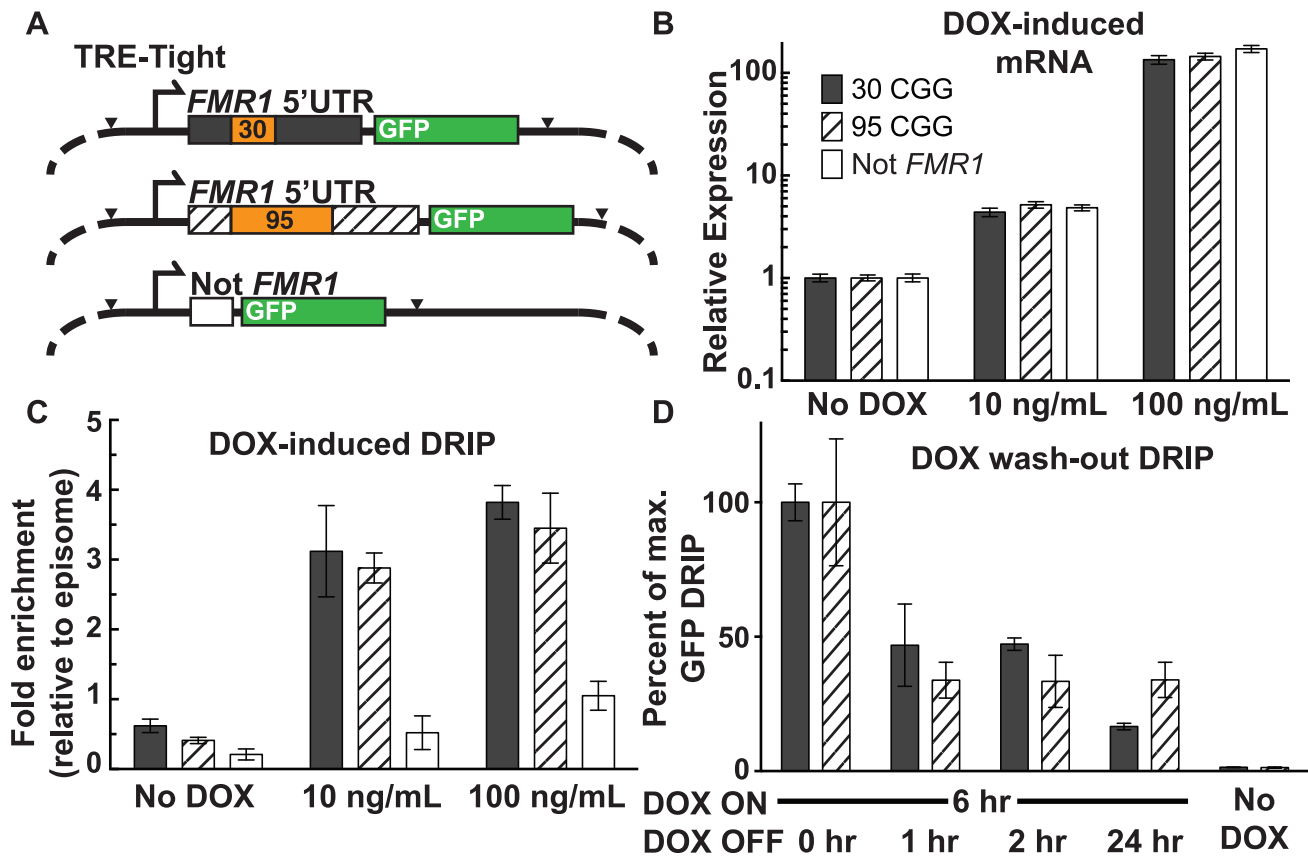 A
TRE-Tight
FMR1 5'UTR
30
GFP
FMR1 5'UTR
95
GFP
Not FMR1
GFP
B
DOX-induced
mRNA
Relative Expression
100
10
1
0.1
30 CGG
95 CGG
Not FMR1
No DOX
10 ng/mL
100 ng/mL
C
DOX-induced DRIP
Fold enrichment
(relative to episome)
5
4
3
2
1
0
No DOX
10 ng/mL
100 ng/mL
D
DOX wash-out DRIP
Percent of max.
GFP DRIP
100
50
0
DOX ON
6 hr
No
DOX
DOX OFF
0 hr
1 hr
2 hr
24 hr